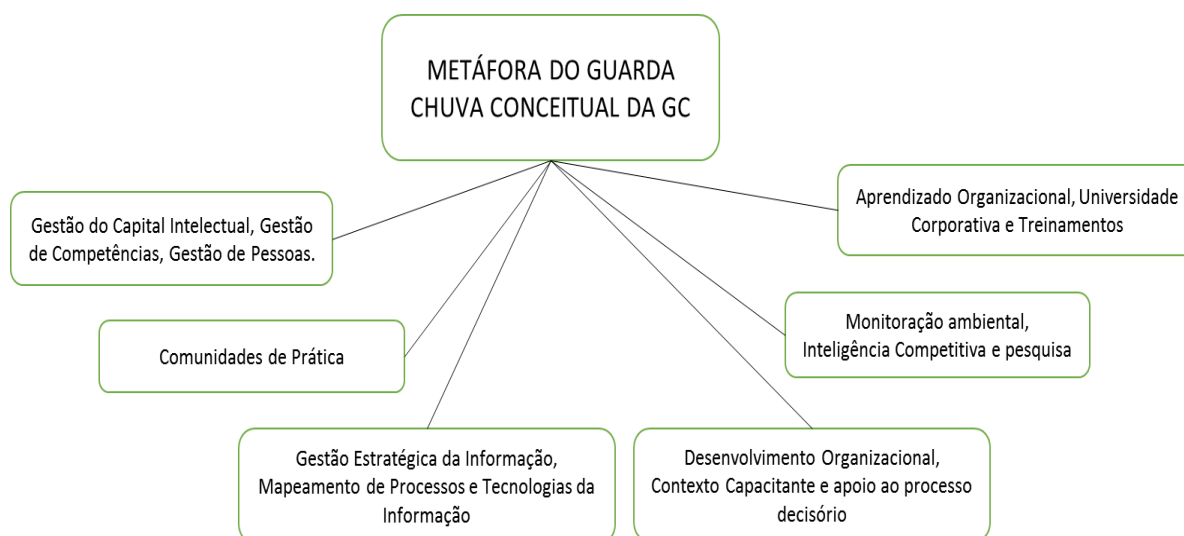 METÁFORA DO GUARDA
CHUVA CONCEITUAL DA GC
Gestão do Capital Intelectual, Gestão
de Competências, Gestão de Pessoas.
Aprendizado Organizacional, Universidade
Corporativa e Treinamentos
Comunidades de Prática
Monitoração ambiental,
Inteligência Competitiva e pesquisa
Gestão Estratégica da Informação,
Mapeamento de Processos e Tecnologias da
Informação
Desenvolvimento Organizacional,
Contexto Capacitante e apoio ao processo
decisório